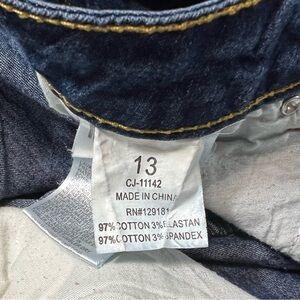 13
CJ-11142
MADE IN CHINA
RN#129181
97% COTTON 3% ELASTAN
97% COTTON 3% SPANDEX